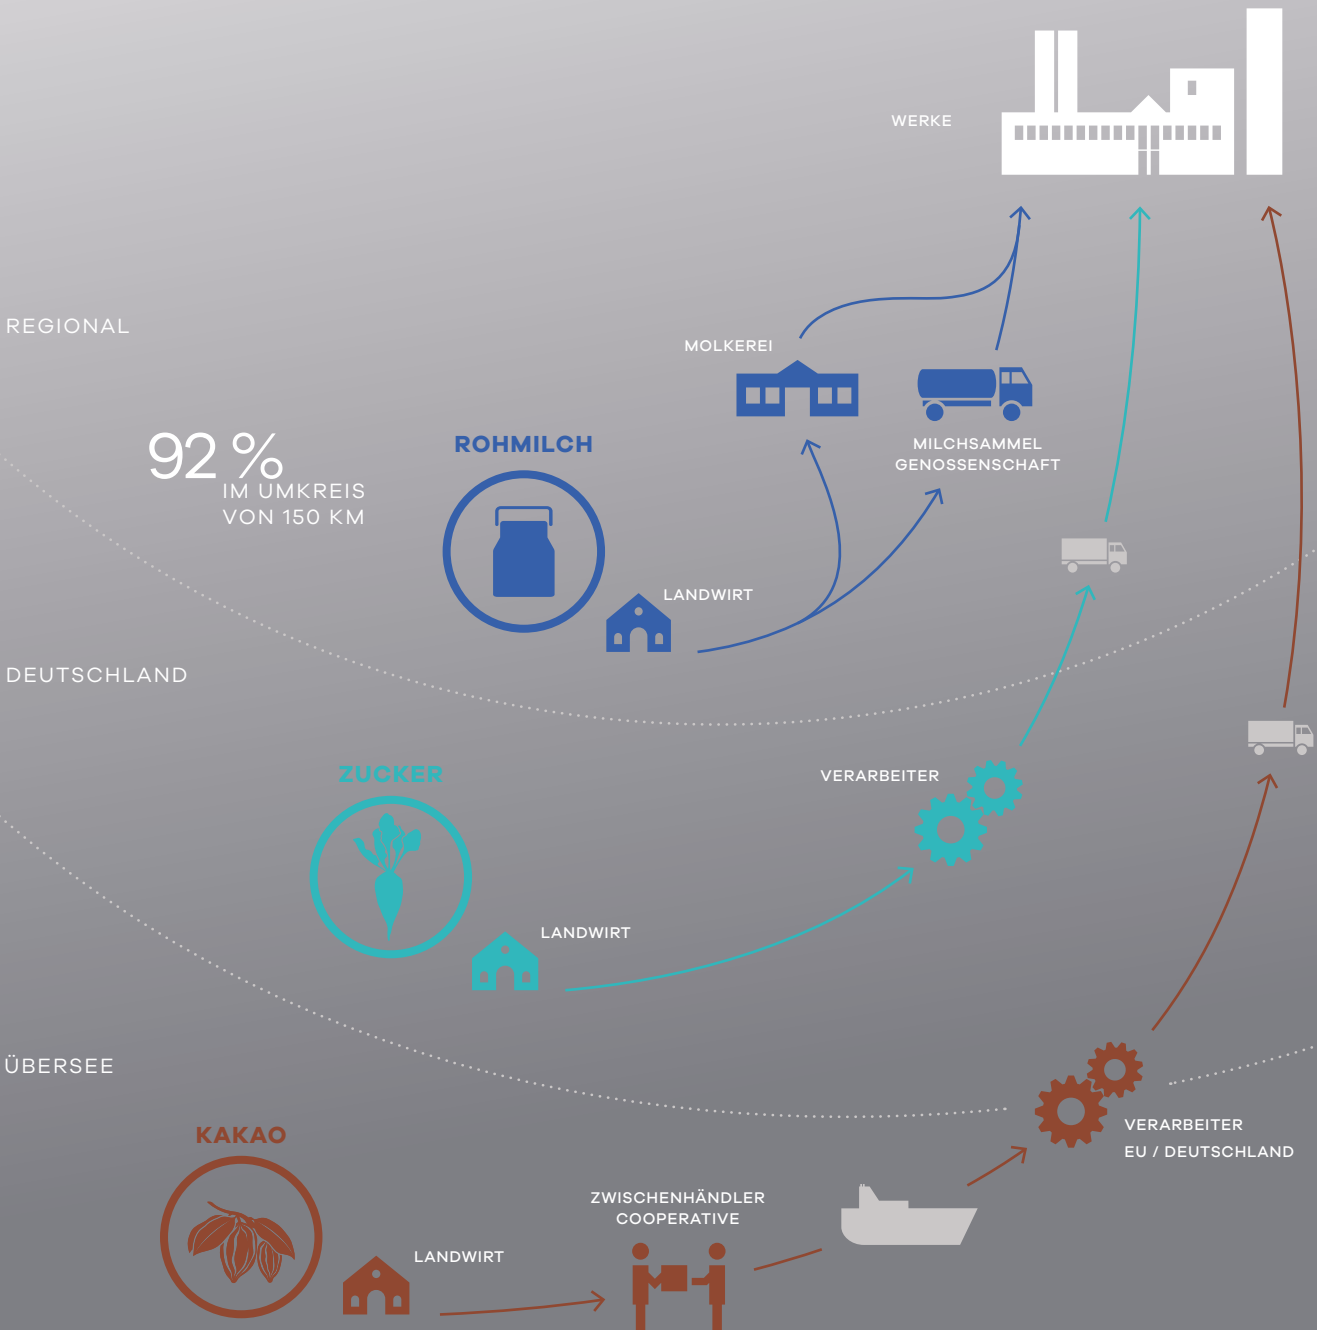 WERKE
REGIONAL
MOLKEREI
92 %
IM UMKREIS
VON 150 KM
ROHMILCH
MILCHSAMMEL
GENOSSENSCHAFT
LANDWIRT
DEUTSCHLAND
ZUCKER
VERARBEITER
LANDWIRT
ÜBERSEE
KAKAO
VERARBEITER
EU / DEUTSCHLAND
ZWISCHENHÄNDLER
COOPERATIVE
LANDWIRT